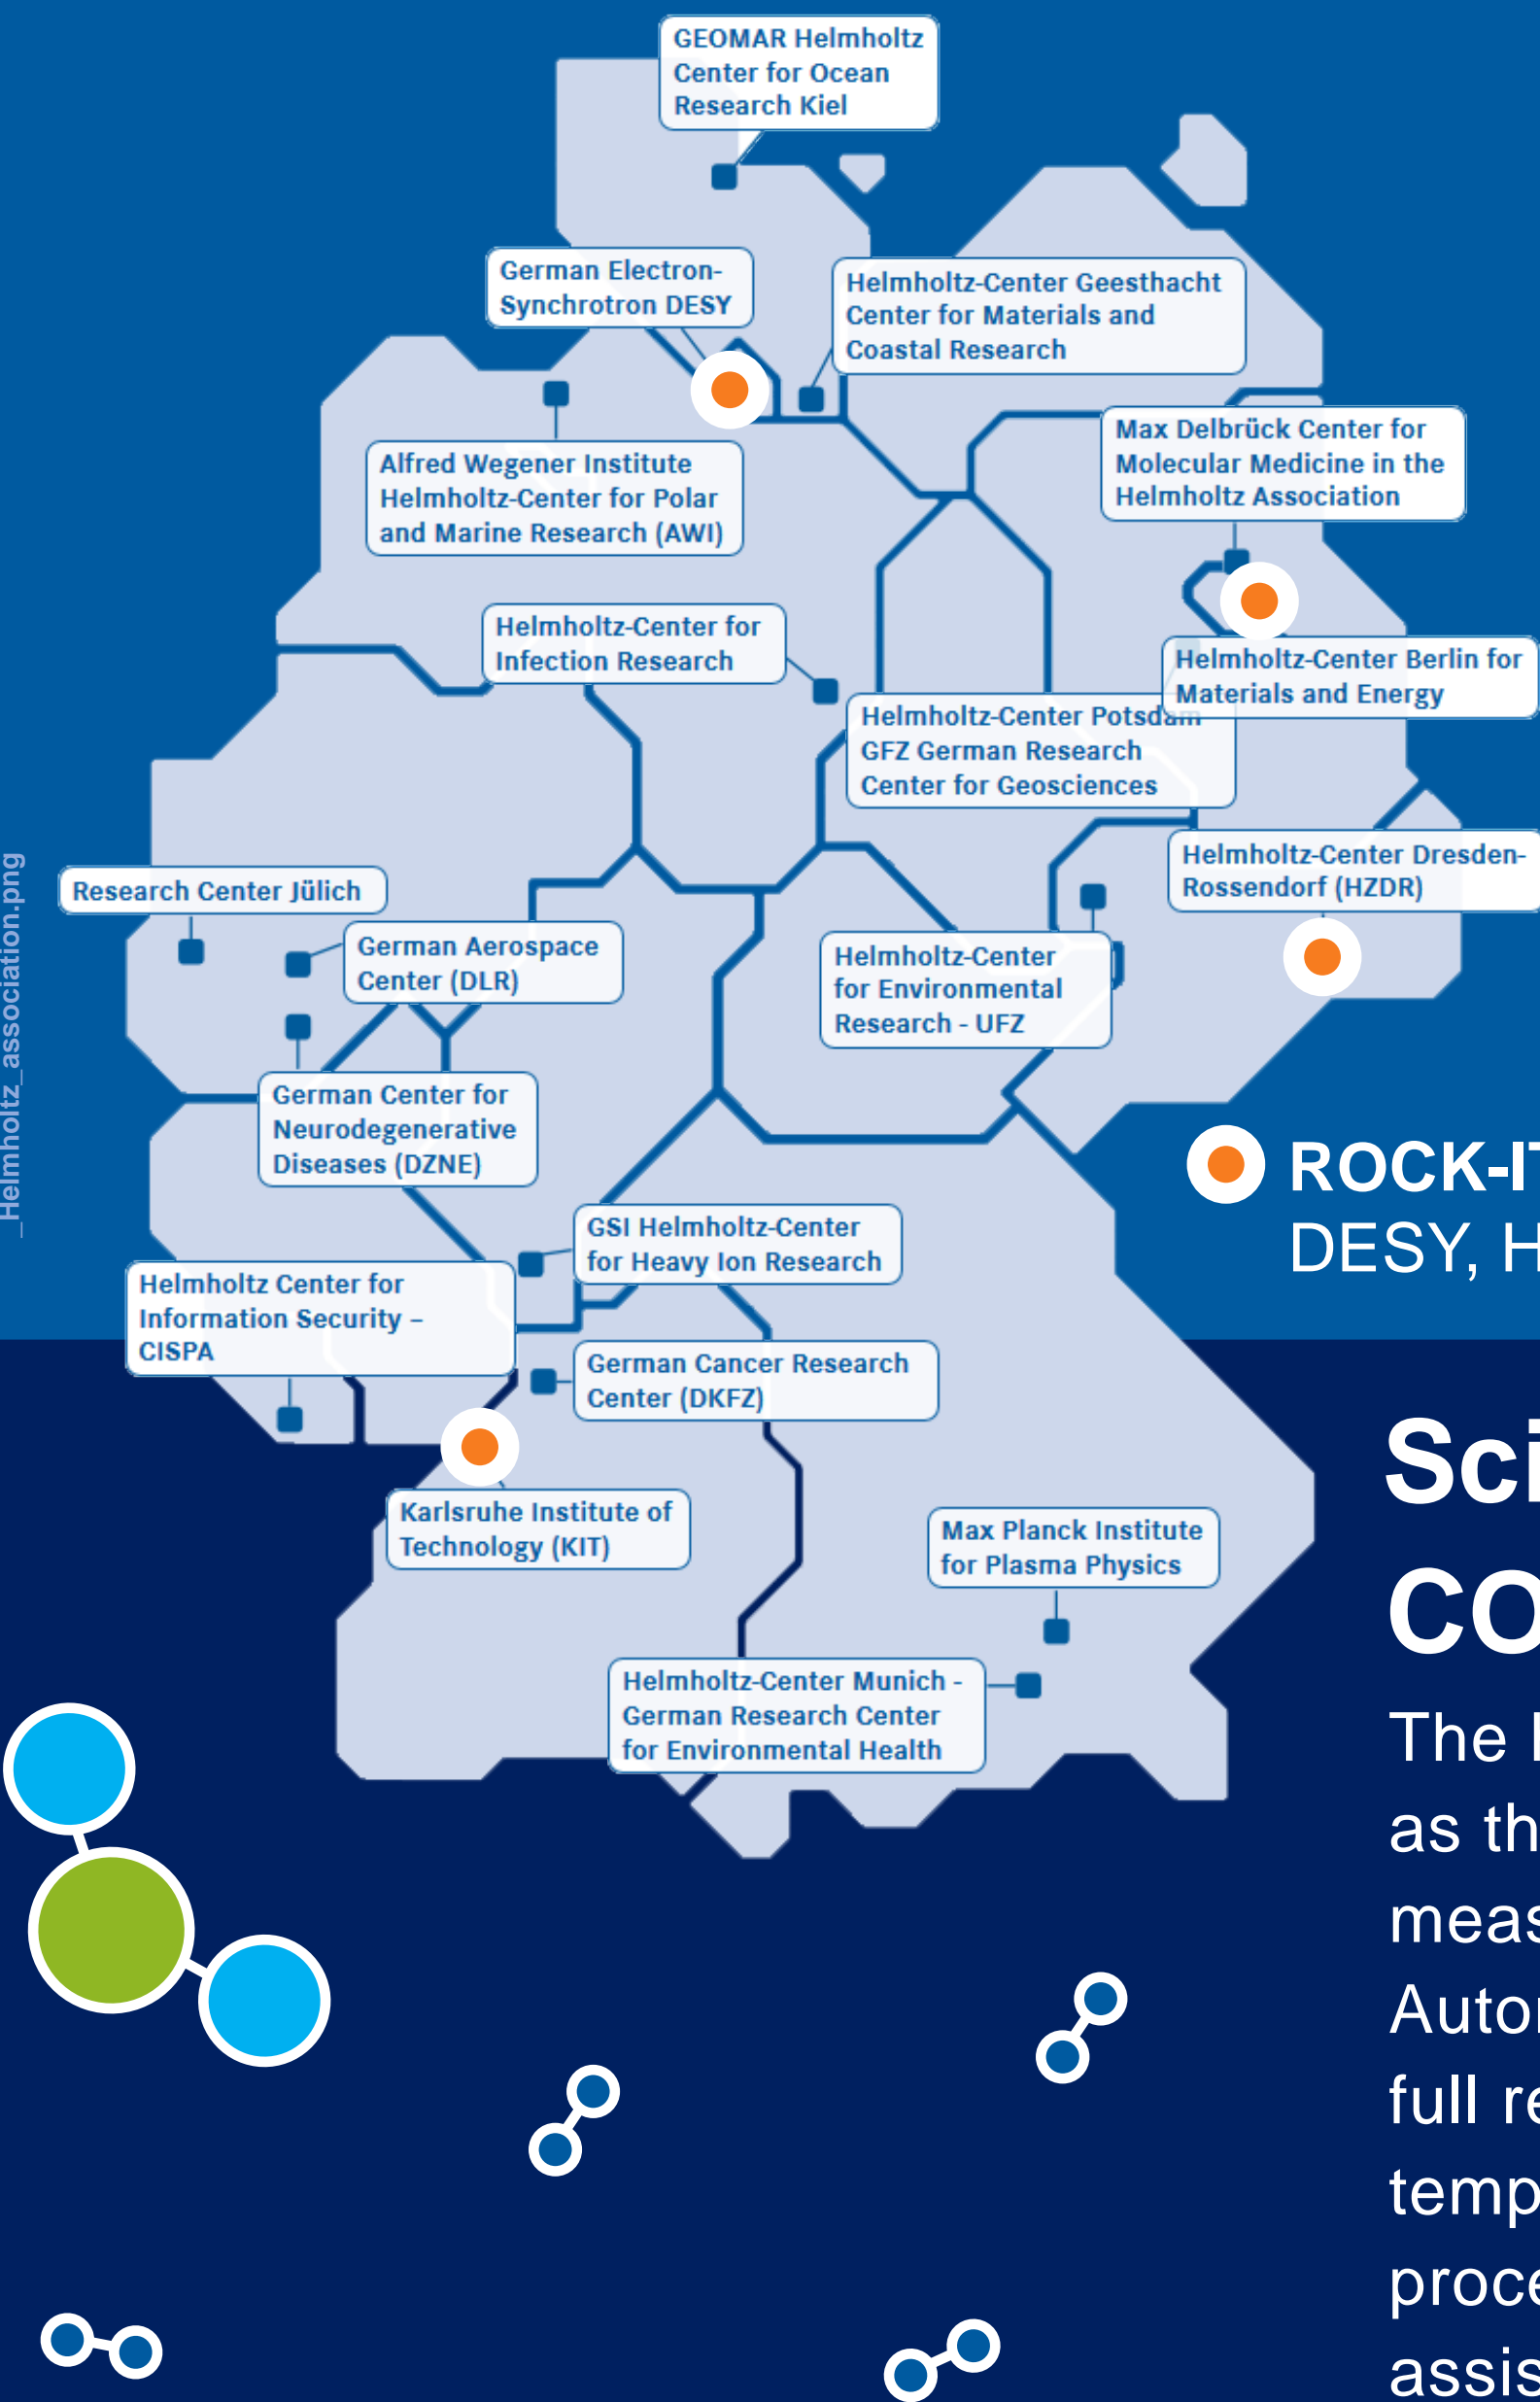 GEOMAR Helmholtz
Center for Ocean
Research Kiel
German Electron-
Synchrotron DESY
Helmholtz-Center Geesthacht
Center for Materials and
Coastal Research
Max Delbrück Center for
Molecular Medicine in the
Helmholtz Association
Alfred Wegener Institute
Helmholtz-Center for Polar
and Marine Research (AWI)
Helmholtz-Center for
Infection Research
Helmholtz-Center Berlin for
Materials and Energy
Helmholtz-Center Potsdam
GFZ German Research
Center for Geosciences
Helmholtz-Center Dresden-
Rossendorf (HZDR)
Research Center Jülich
German Aerospace
Center (DLR)
Helmholtz-Center
for Environmental
Research - UFZ
German Center for
Neurodegenerative
Diseases (DZNE)
_Helmholtz_association.png
ROCK-IT
DESY, H
GSI Helmholtz-Center
for Heavy Ion Research
Helmholtz Center for
Information Security –
CISPA
German Cancer Research
Center (DKFZ)
Karlsruhe Institute of
Technology (KIT)
Max Planck Institute
for Plasma Physics
Helmholtz-Center Munich -
German Research Center
for Environmental Health
Sci
CO
The
as th
meas
Auto
full re
temp
proce
assis